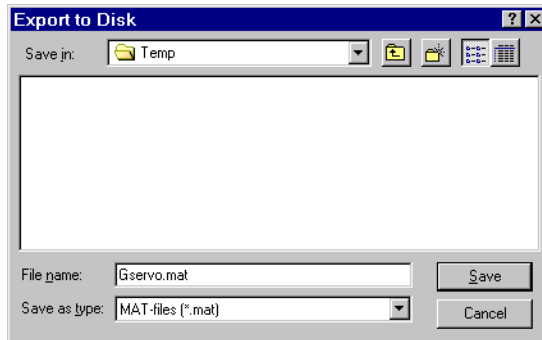 Export to Disk
Save in: Temp
File name: Gservo.mat Save
Save as type: MAT-files (*.mat) Cancel